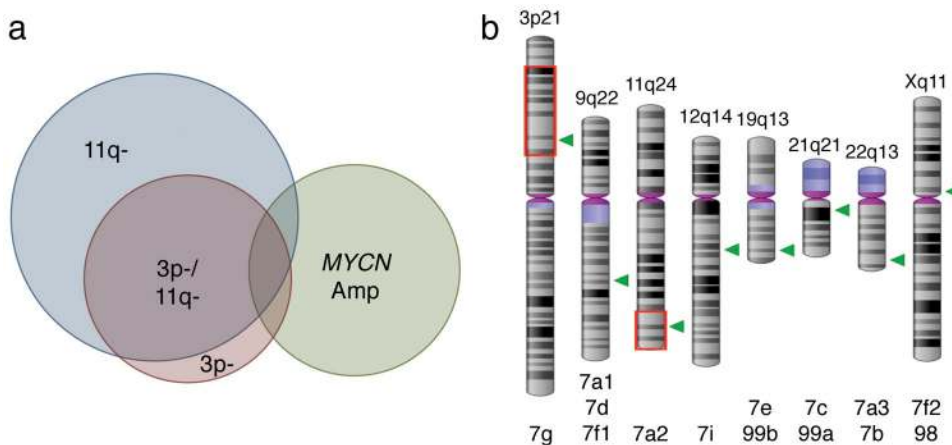 a
11q-
3p-/
11q-
3p-
MYCN
Amp
b
3p21
9q22
11q24
12q14
19q13
21q21
22q13
Xq11
7a1
7d
7e
7c
7a3
7f2
7g
7f1
7a2
7i
99b
99a
7b
98